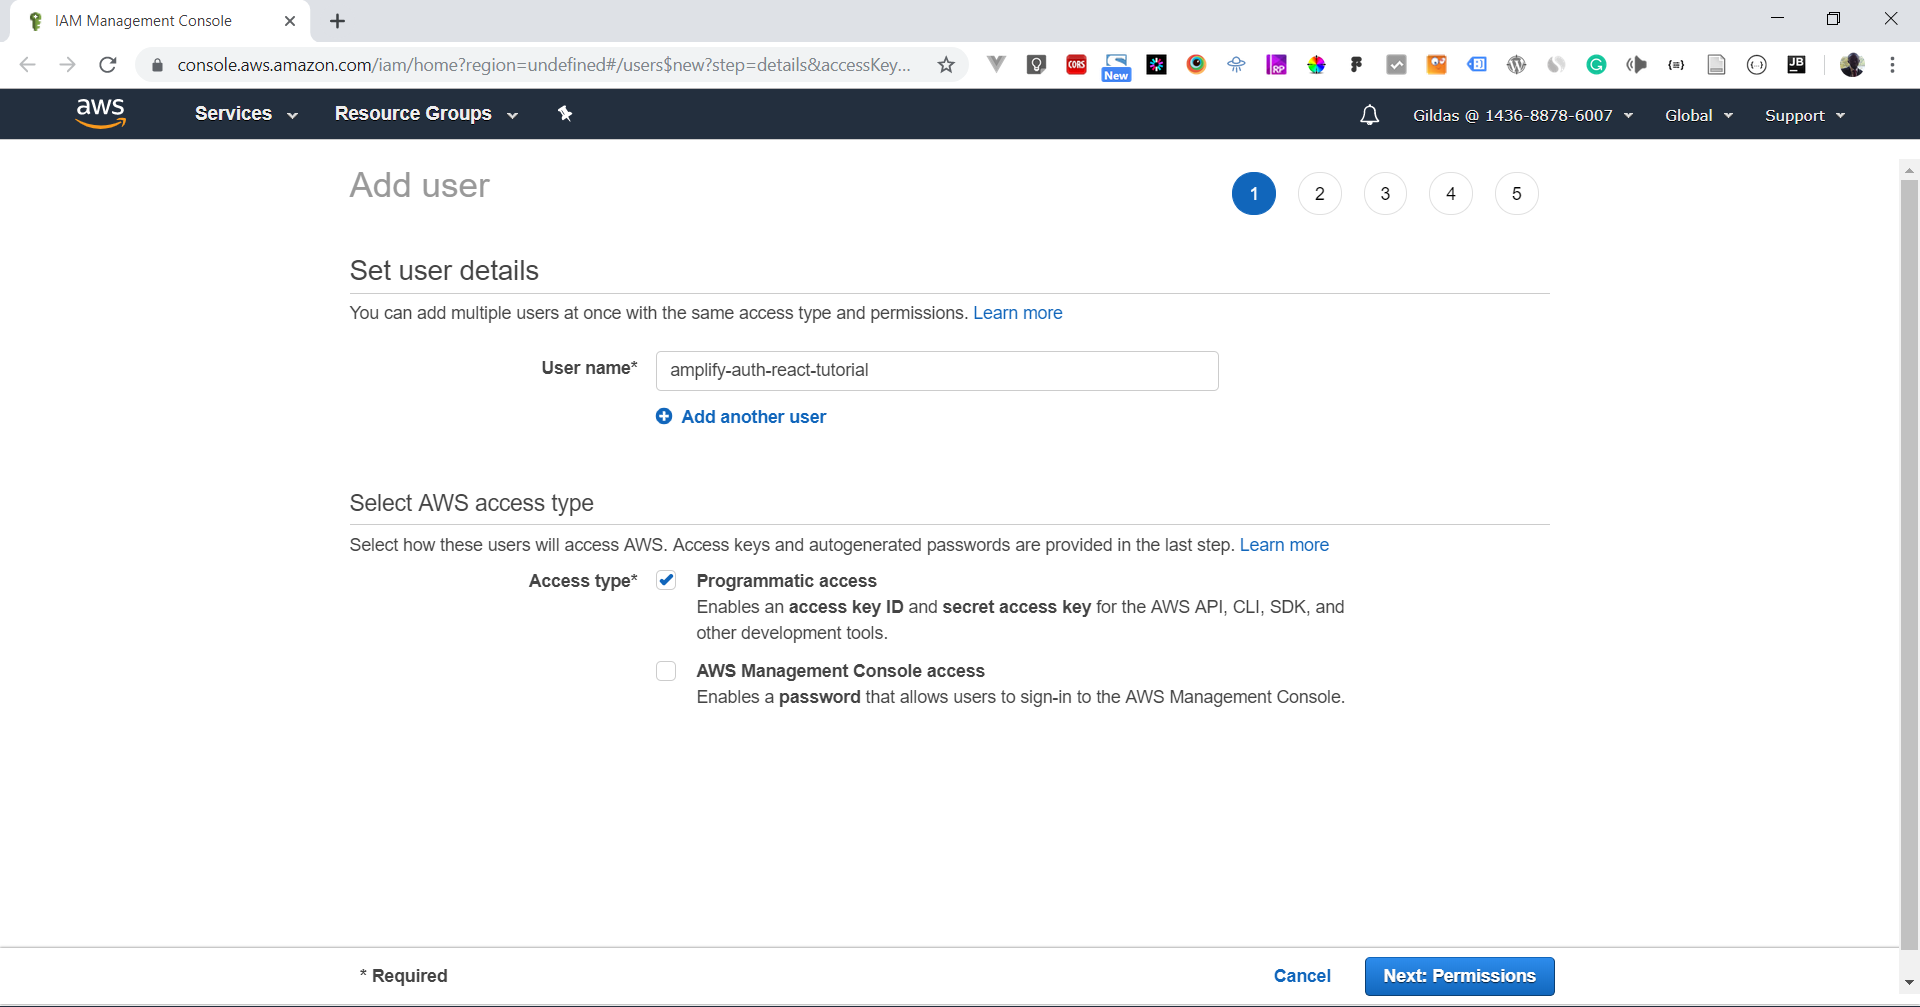 IAM Management Console
console.aws.amazon.com/iam/home?region=undefined#/users$new?step=details&accessKey...
CORS
New
RP
G
{=}
{··}
JB
aws
Services
Resource Groups
Gildas @ 1436-8878-6007
Global
Support
Add user
1
2
3
4
5
Set user details
You can add multiple users at once with the same access type and permissions. Learn more
User name*
amplify-auth-react-tutorial
Add another user
Select AWS access type
Select how these users will access AWS. Access keys and autogenerated passwords are provided in the last step. Learn more
Access type*
Programmatic access
Enables an access key ID and secret access key for the AWS API, CLI, SDK, and
other development tools.
AWS Management Console access
Enables a password that allows users to sign-in to the AWS Management Console.
* Required
Cancel
Next: Permissions